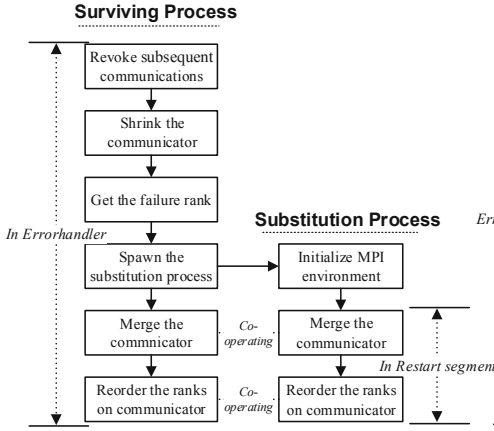 Surviving Process
Revoke subsequent
communications
Shrink the
communicator
Get the failure rank
In Errorhandler
Substitution Process
Spawn the
substitution process
Initialize MPI
environment
Merge the
commnicator
Co-
operating
Merge the
communicator
In Restart segment
Reorder the ranks
on communicator
Co-
operating
Reorder the ranks
on communicator